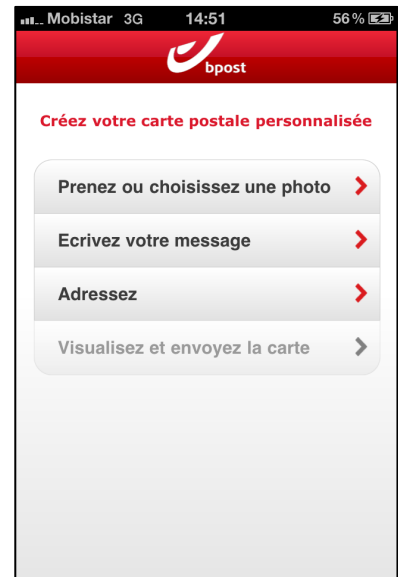 Mobistar 3G 14:51 56 %
bpost
Créez votre carte postale personnalisée
Prenez ou choisissez une photo
Ecrivez votre message
Adressez
Visualisez et envoyez la carte